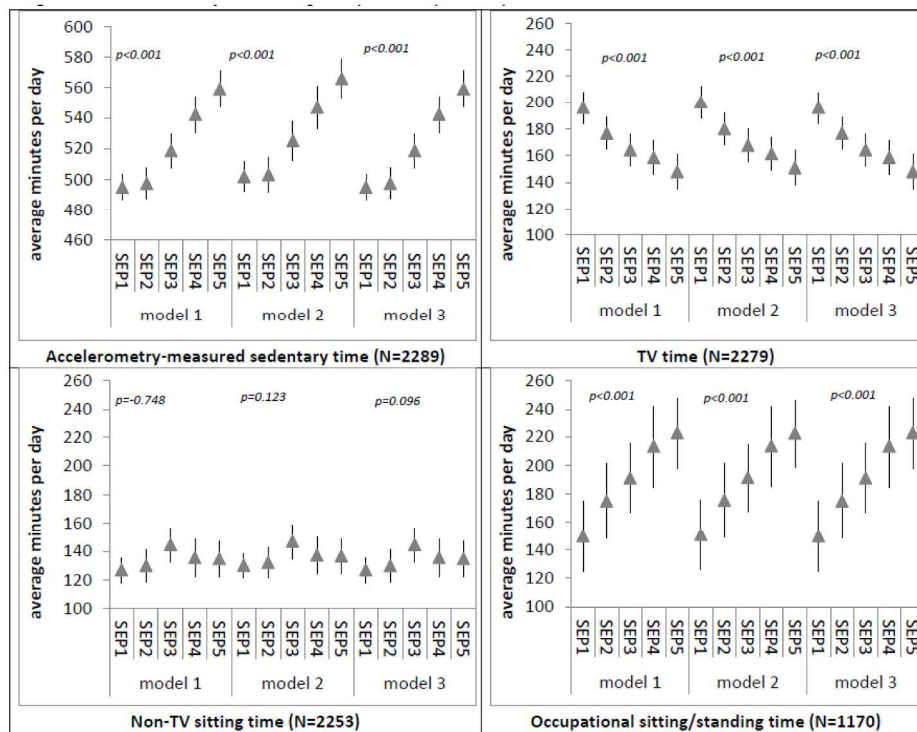 average minutes per day
600
580
560
540
520
500
480
460
p<0.001
p<0.001
p<0.001
SEP1
SEP2
SEP3
SEP4
SEP5
SEP1
SEP2
SEP3
SEP4
SEP5
SEP1
SEP2
SEP3
SEP4
SEP5
model 1
model 2
model 3
Accelerometry-measured sedentary time (N=2289)
average minutes per day
260
240
220
200
180
160
140
120
100
p<0.001
p<0.001
p<0.001
SEP1
SEP2
SEP3
SEP4
SEP5
SEP1
SEP2
SEP3
SEP4
SEP5
SEP1
SEP2
SEP3
SEP4
SEP5
model 1
model 2
model 3
TV time (N=2279)
average minutes per day
260
240
220
200
180
160
140
120
100
p=-0.748
p=0.123
p=0.096
SEP1
SEP2
SEP3
SEP4
SEP5
SEP1
SEP2
SEP3
SEP4
SEP5
SEP1
SEP2
SEP3
SEP4
SEP5
model 1
model 2
model 3
Non-TV sitting time (N=2253)
average minutes per day
260
240
220
200
180
160
140
120
100
p<0.001
p<0.001
p<0.001
SEP1
SEP2
SEP3
SEP4
SEP5
SEP1
SEP2
SEP3
SEP4
SEP5
SEP1
SEP2
SEP3
SEP4
SEP5
model 1
model 2
model 3
Occupational sitting/standing time (N=1170)